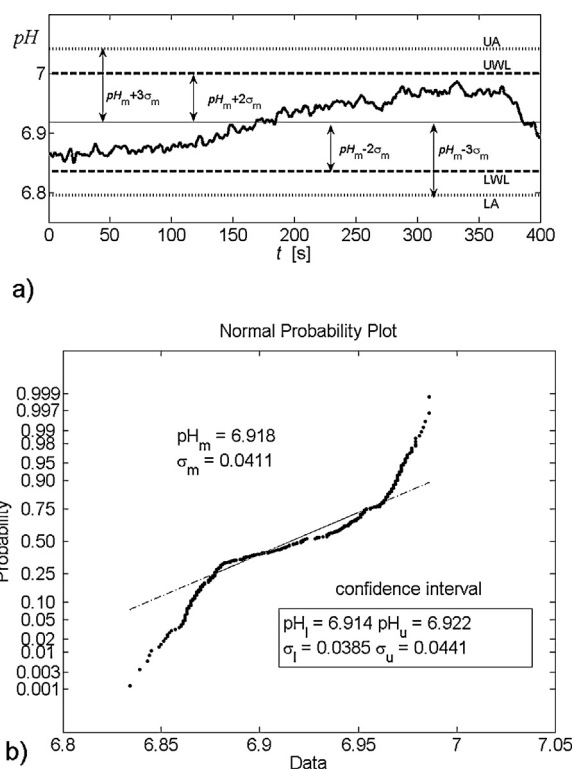 pH
UA
7
UWL
pHm+3σm
pHm+2σm
6.9
pHm-2σm
pHm-3σm
6.8
LWL
LA
0 50 100 150 200 250 300 350 400
t [s]
a)
Normal Probability Plot
0.999
0.997
0.99
0.98
0.95
0.90
0.75
0.50
0.25
0.10
0.05
0.02
0.01
0.003
0.001
Probability
pHm = 6.918
σm = 0.0411
confidence interval
pHl = 6.914 pHu = 6.922
σl = 0.0385 σu = 0.0441
6.8 6.85 6.9 6.95 7 7.05
Data
b)